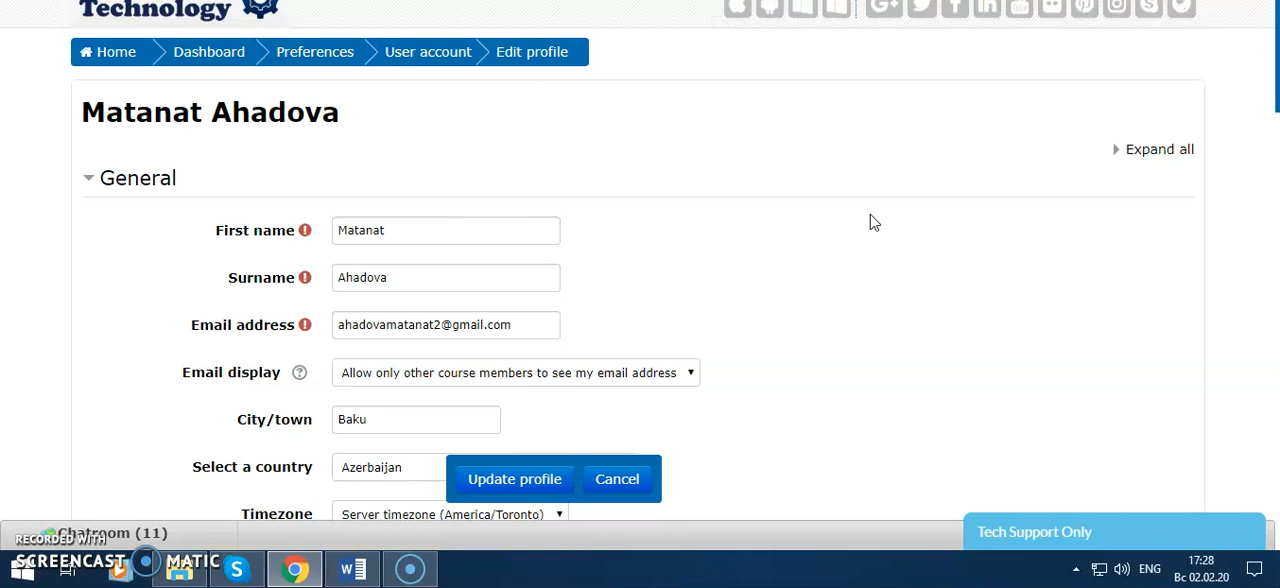 Technology
Home Dashboard Preferences User account Edit profile
Matanat Ahadova
Expand all
General
First name Matanat
Surname Ahadova
Email address ahadovamatanat2@gmail.com
Email display Allow only other course members to see my email address
City/town Baku
Select a country Azerbaijan
Update profile Cancel
Timezone Server timezone (America/Toronto)
Chatroom (11)
Tech Support Only
RECORDED WITH
SCREENCAST MATIC
17:28
ENG
Вс 02.02.20